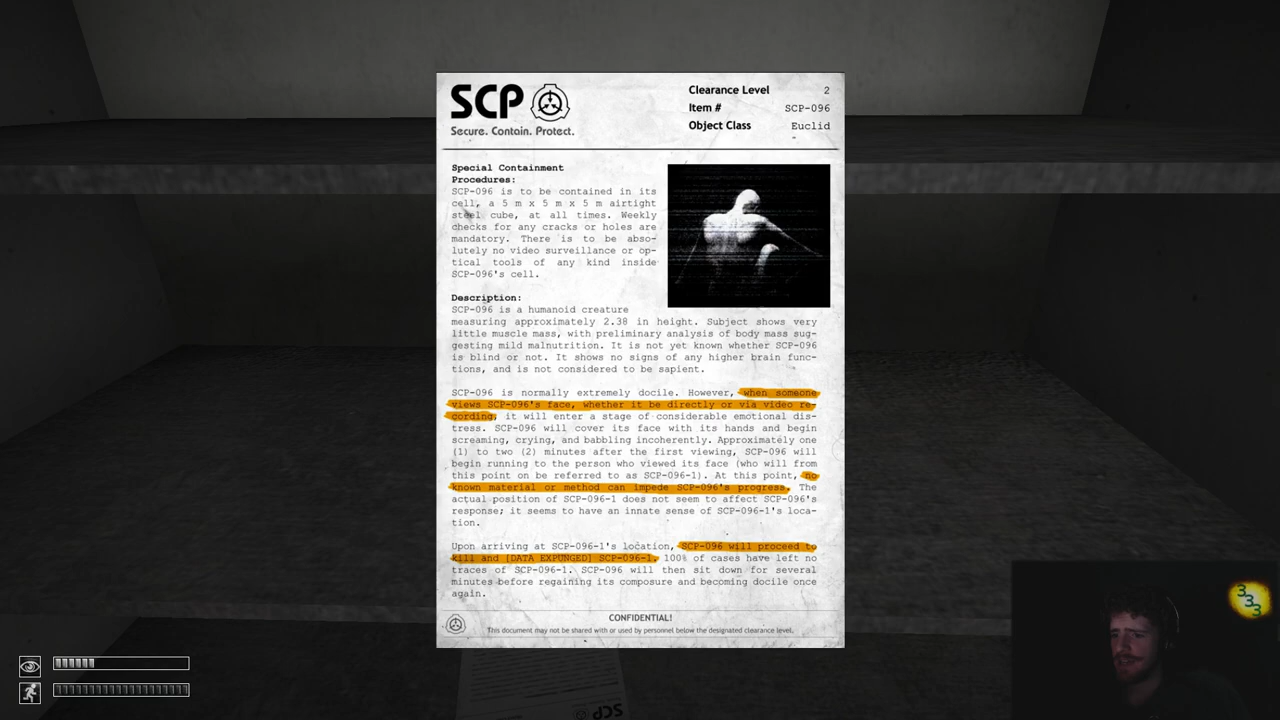 SCP
Secure. Contain. Protect.
Clearance Level 2
Item # SCP-096
Object Class Euclid
Special Containment
Procedures:
SCP-096 is to be contained in its
cell, a 5 m x 5 m x 5 m airtight
steel cube, at all times. Weekly
checks for any cracks or holes are
mandatory. There is to be abso-
lutely no video surveillance or op-
tical tools of any kind inside
SCP-096's cell.
Description:
SCP-096 is a humanoid creature
measuring approximately 2.38 in height. Subject shows very
little muscle mass, with preliminary analysis of body mass sug-
gesting mild malnutrition. It is not yet known whether SCP-096
is blind or not. It shows no signs of any higher brain func-
tions, and is not considered to be sapient.
SCP-096 is normally extremely docile. However, when someone
views SCP-096's face, whether it be directly or via video re-
cording, it will enter a stage of considerable emotional dis-
tress. SCP-096 will cover its face with its hands and begin
screaming, crying, and babbling incoherently. Approximately one
(1) to two (2) minutes after the first viewing, SCP-096 will
begin running to the person who viewed its face (who will from
this point on be referred to as SCP-096-1). At this point, no
known material or method can impede SCP-096's progress. The
actual position of SCP-096-1 does not seem to affect SCP-096's
response; it seems to have an innate sense of SCP-096-1's loca-
tion.
Upon arriving at SCP-096-1's location, SCP-096 will proceed to
kill and [DATA EXPUNGED] SCP-096-1. 100% of cases have left no
traces of SCP-096-1. SCP-096 will then sit down for several
minutes before regaining its composure and becoming docile once
again.
CONFIDENTIAL!
This document may not be shared with or used by personnel below the designated clearance level.
333
SCP